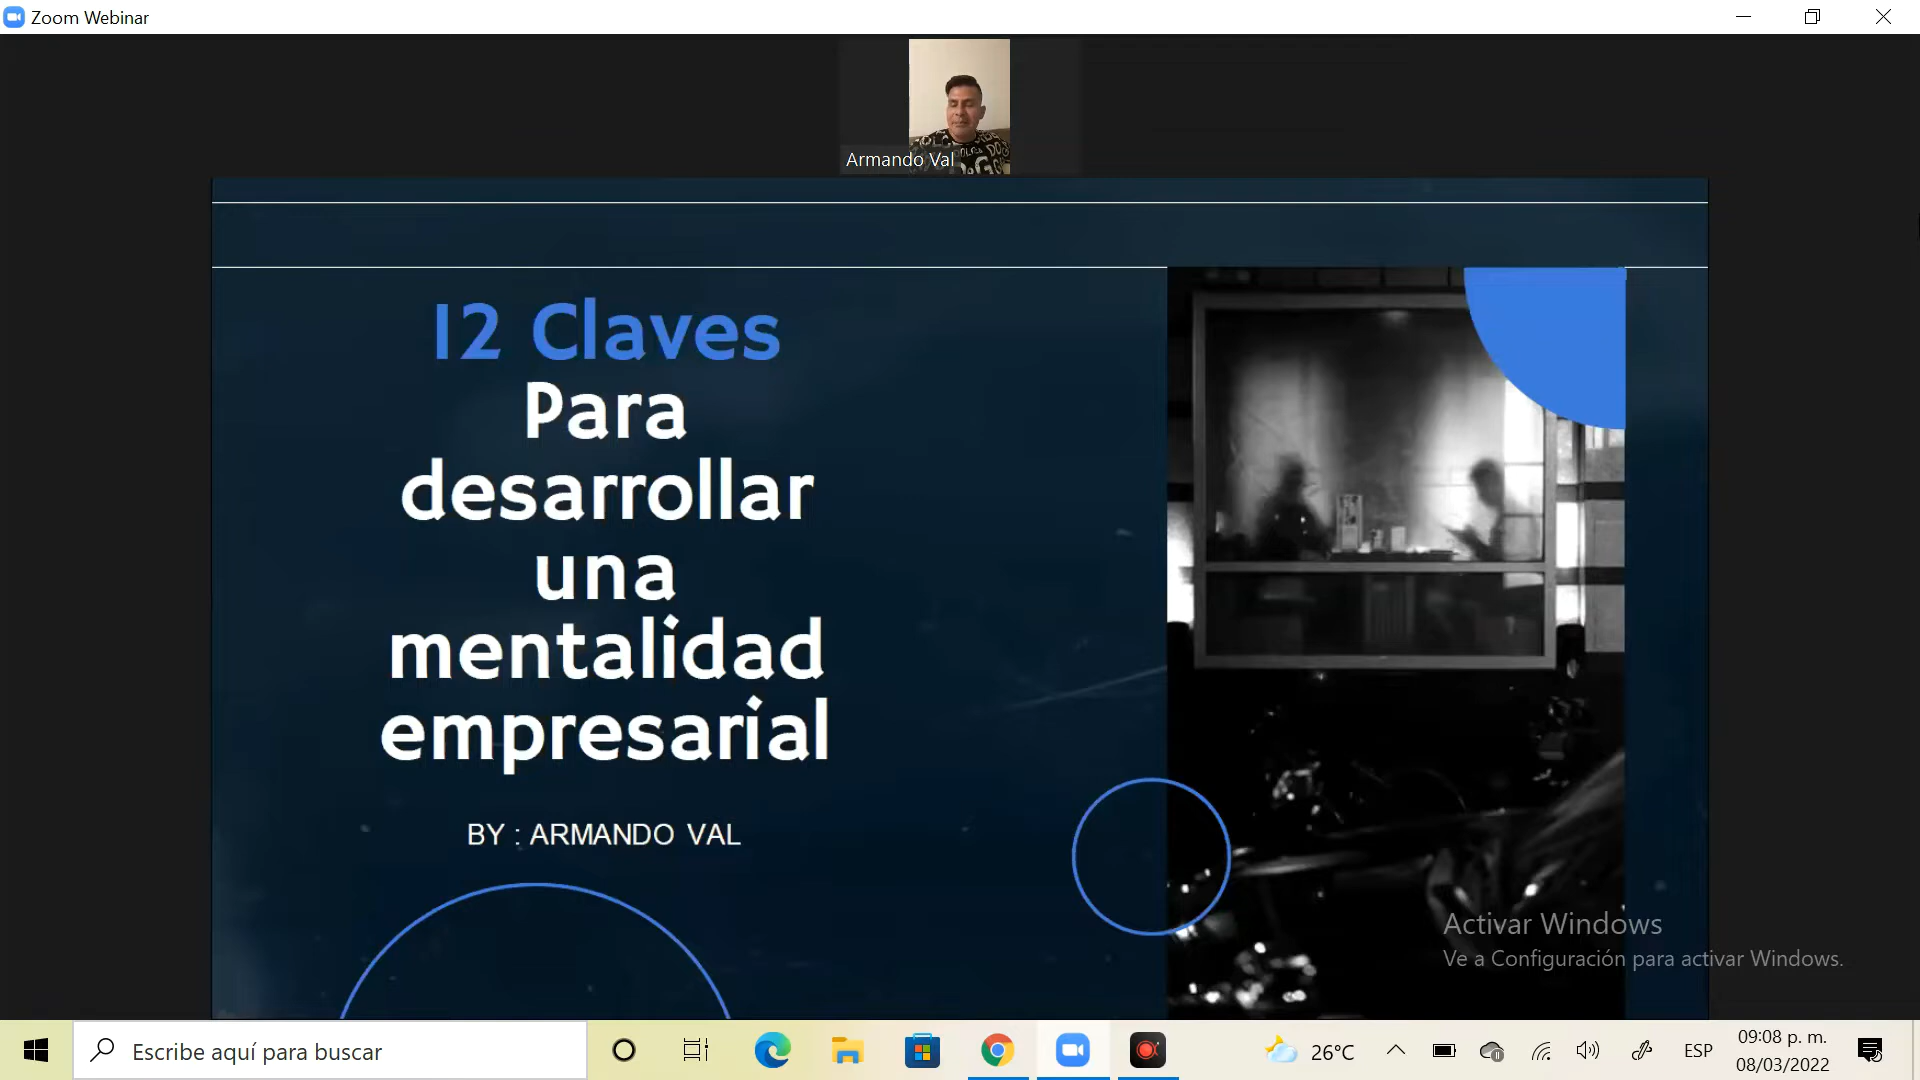 Zoom Webinar
Armando Val
12 Claves
Para
desarrollar
una
mentalidad
empresarial
BY : ARMANDO VAL
Activar Windows
Ve a Configuración para activar Windows.
Escribe aquí para buscar
26°C
ESP
09:08 p. m.
08/03/2022